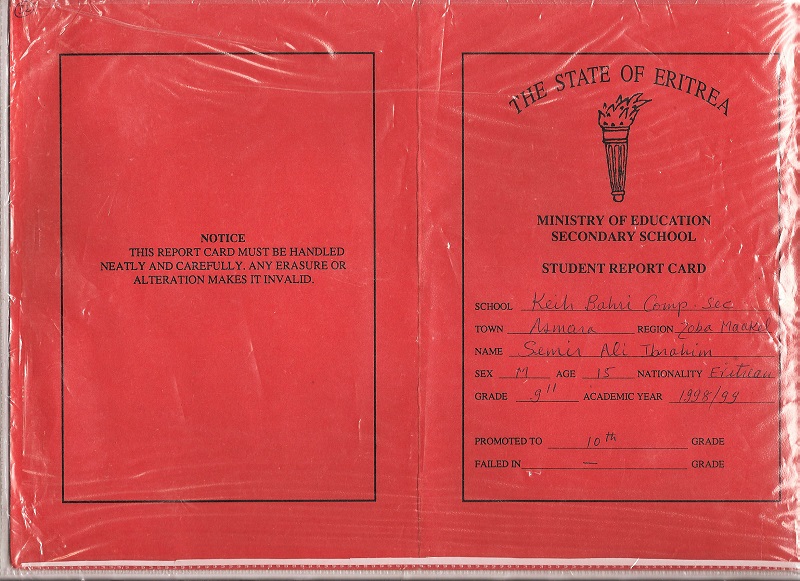 NOTICE
THIS REPORT CARD MUST BE HANDLED
NEATLY AND CAREFULLY. ANY ERASURE OR
ALTERATION MAKES IT INVALID.
THE STATE OF ERITREA
MINISTRY OF EDUCATION
SECONDARY SCHOOL
STUDENT REPORT CARD
SCHOOL Keih Bahri Comp. Sec
TOWN Asmara REGION Zoba Maakel
NAME Semir Ali Ibrahim
SEX M AGE 15 NATIONALITY Eritrean
GRADE 9 ACADEMIC YEAR 1998/99
PROMOTED TO 10th GRADE
FAILED IN — GRADE